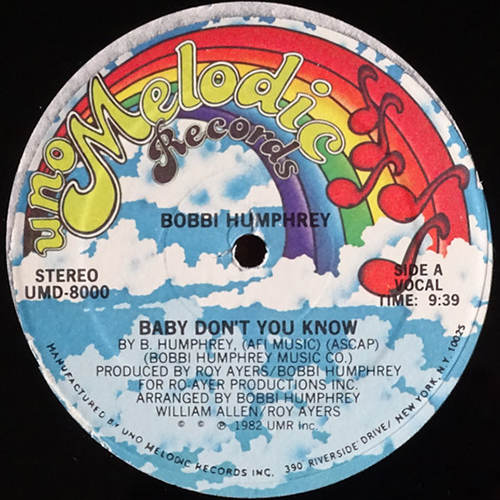 uno Melodic
Records
BOBBI HUMPHREY
STEREO
UMD-8000
SIDE A
VOCAL
TIME: 9:39
BABY DON'T YOU KNOW
BY B. HUMPHREY, (AFI MUSIC) (ASCAP)
(BOBBI HUMPHREY MUSIC CO.)
PRODUCED BY ROY AYERS/BOBBI HUMPHREY
FOR RO-AYER PRODUCTIONS INC.
ARRANGED BY BOBBI HUMPHREY
WILLIAM ALLEN/ROY AYERS
© © ℗ 1982 UMR Inc.
MANUFACTURED BY UNO MELODIC RECORDS INC. 390 RIVERSIDE DRIVE/ NEW YORK, N.Y. 10025